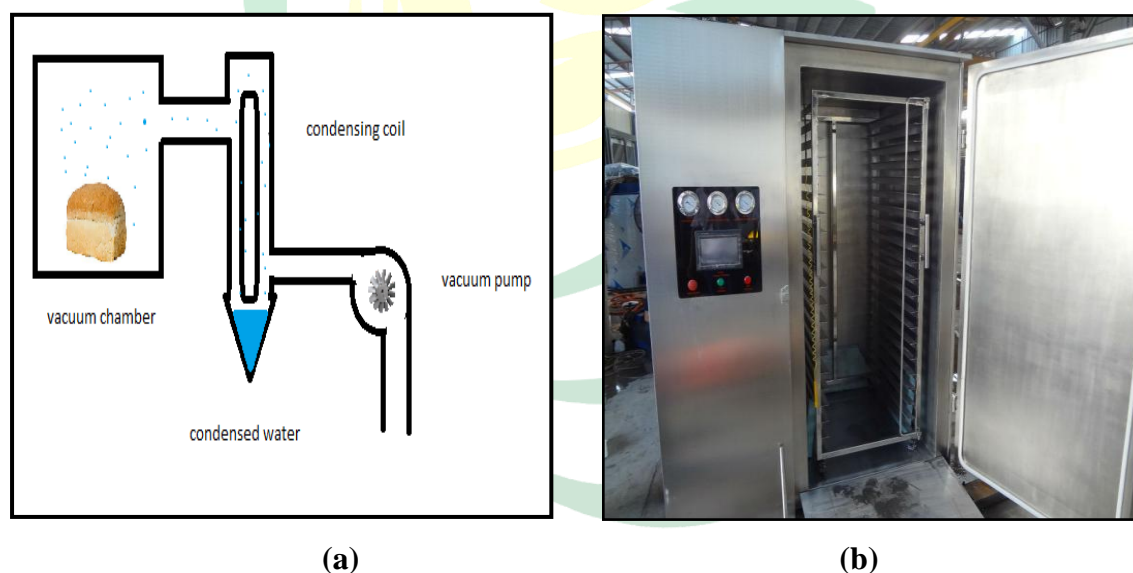 condensing coil
vacuum pump
vacuum chamber
condensed water
(a)
(b)